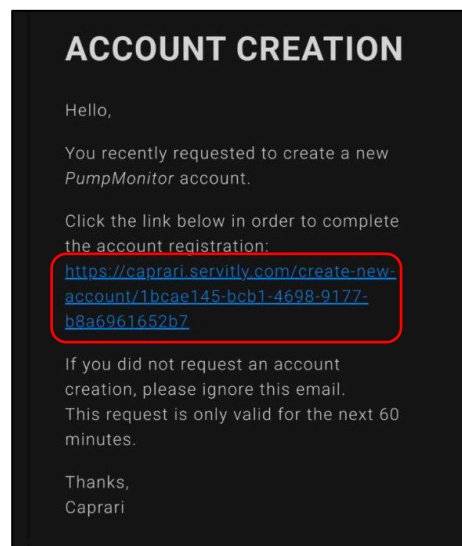 ACCOUNT CREATION
Hello,
You recently requested to create a new
PumpMonitor account.
Click the link below in order to complete
the account registration:
https://caprari.servitly.com/create-new-
account/1bcae145-bcb1-4698-9177-
b8a6961652b7
If you did not request an account
creation, please ignore this email.
This request is only valid for the next 60
minutes.
Thanks,
Caprari